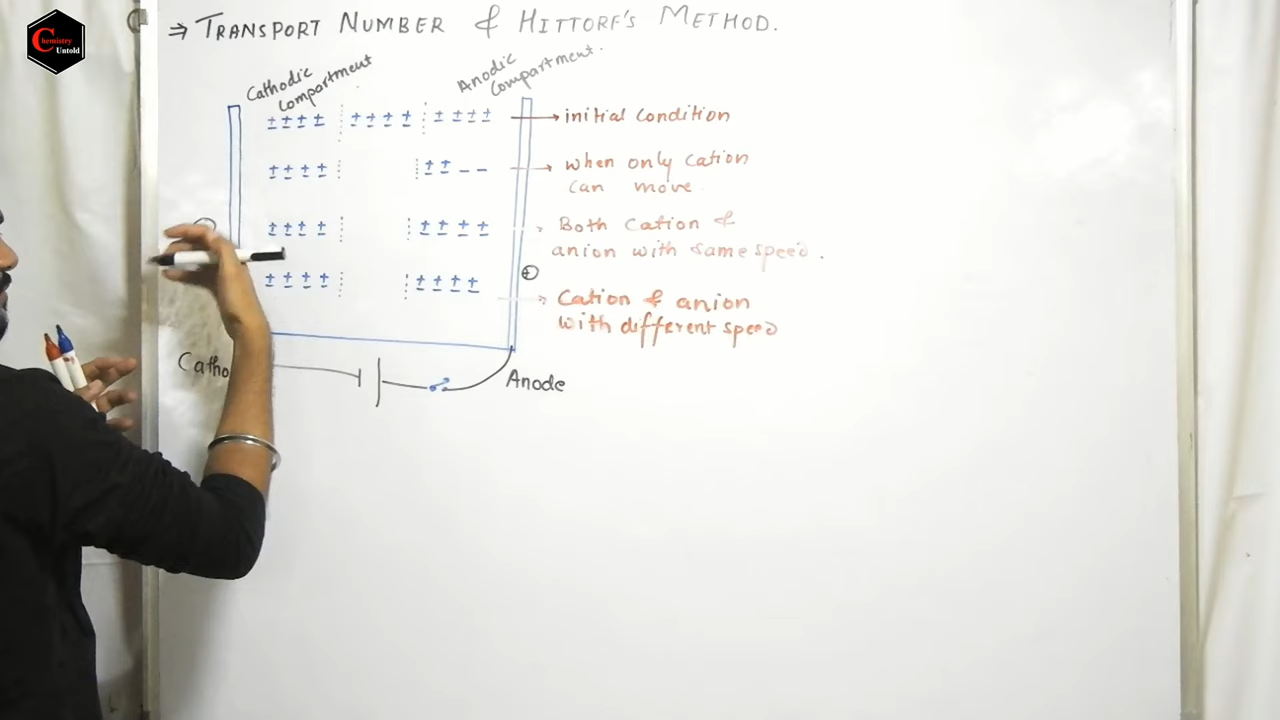 Chemistry
Untold
⇒ TRANSPORT NUMBER & HITTORF'S METHOD.
Cathodic
Compartment
Anodic
Compartment.
± ± ± ± ± ± ± ± ± ± ± ±
→ initial condition
± ± ± ± ± ± − −
→ when only cation
can move.
± ± ± ± ± ± ± ±
Both Cation &
anion with same speed.
± ± ± ± ± ± ± ±
⊕
Cation & anion
with different speed
Catho
Anode